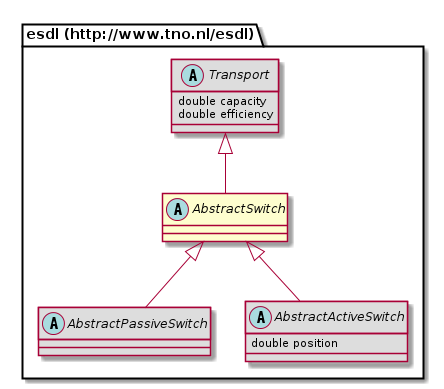 esdl (http://www.tno.nl/esdl)
A Transport
double capacity
double efficiency
A AbstractSwitch
A AbstractPassiveSwitch
A AbstractActiveSwitch
double position